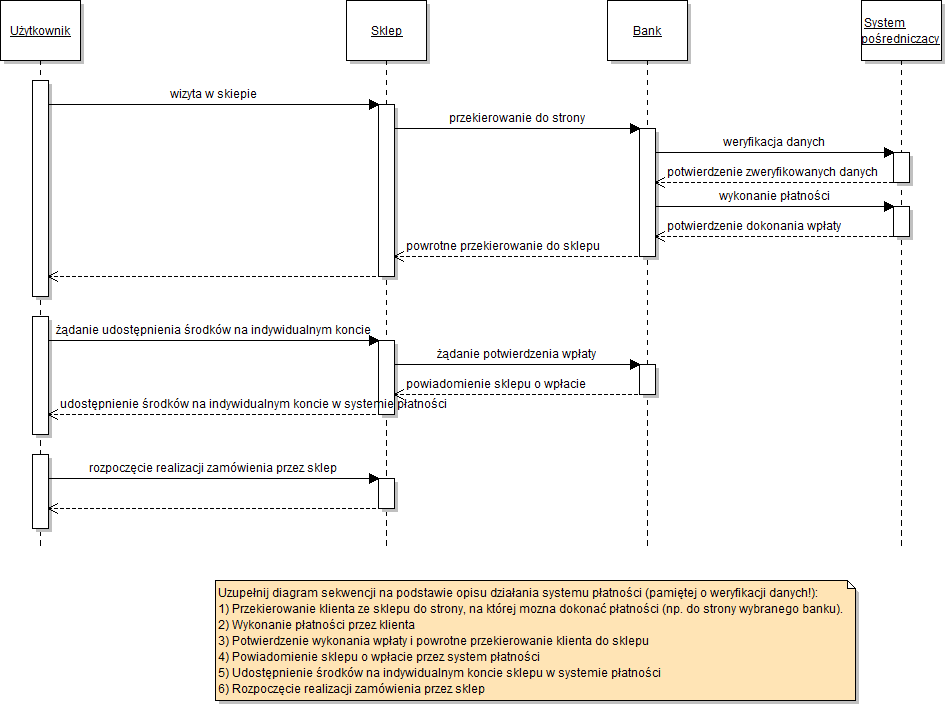 Użytkownik
Sklep
Bank
System
pośredniczacy
wizyta w skiepie
przekierowanie do strony
weryfikacja danych
potwierdzenie zweryfikowanych danych
wykonanie płatności
potwierdzenie dokonania wpłaty
powrotne przekierowanie do sklepu
żądanie udostępnienia środków na indywidualnym koncie
żądanie potwierdzenia wpłaty
powiadomienie sklepu o wpłacie
udostępnienie środków na indywidualnym koncie w systemie płatności
rozpoczęcie realizacji zamówienia przez sklep
Uzupełnij diagram sekwencji na podstawie opisu działania systemu płatności (pamiętej o weryfikacji danych!):
1) Przekierowanie klienta ze sklepu do strony, na której mozna dokonać płatności (np. do strony wybranego banku).
2) Wykonanie płatności przez klienta
3) Potwierdzenie wykonania wpłaty i powrotne przekierowanie klienta do sklepu
4) Powiadomienie sklepu o wpłacie przez system płatności
5) Udostępnienie środków na indywidualnym koncie sklepu w systemie płatności
6) Rozpoczęcie realizacji zamówienia przez sklep